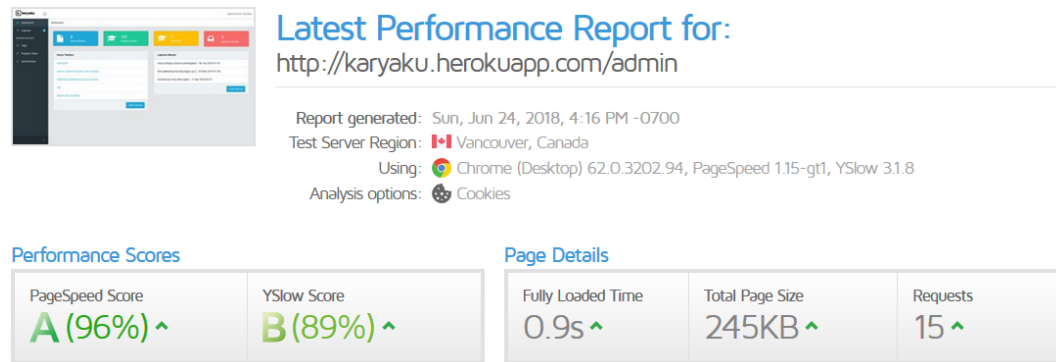 Latest Performance Report for:
http://karyaku.herokuapp.com/admin
Report generated: Sun, Jun 24, 2018, 4:16 PM -0700
Test Server Region: Vancouver, Canada
Using: Chrome (Desktop) 62.0.3202.94, PageSpeed 1.15-gt1, YSlow 3.1.8
Analysis options: Cookies
Performance Scores
PageSpeed Score
A (96%)
YSlow Score
B (89%)
Page Details
Fully Loaded Time
0.9s
Total Page Size
245KB
Requests
15